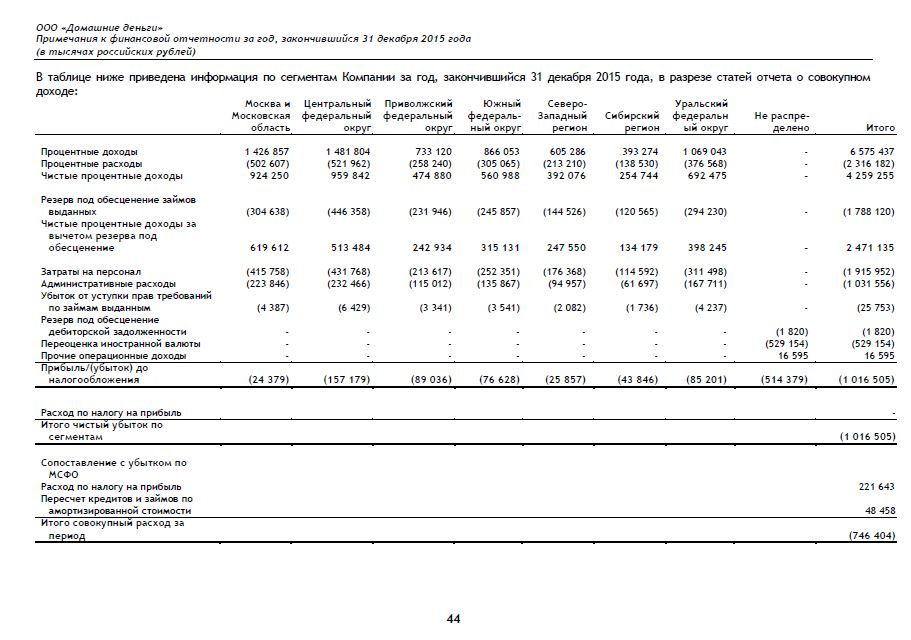 ООО «Домашние деньги»
Примечания к финансовой отчетности за год, закончившийся 31 декабря 2015 года
(в тысячах российских рублей)
В таблице ниже приведена информация по сегментам Компании за год, закончившийся 31 декабря 2015 года, в разрезе статей отчета о совокупном
доходе:
Москва и Центральный Приволжский Южный Северо- Уральский
Московская федеральный федеральный федераль- Западный Сибирский федеральн Не распре-
область округ округ ный округ регион регион ый округ делено Итого
Процентные доходы 1 426 857 1 481 804 733 120 866 053 605 286 393 274 1 069 043 - 6 575 437
Процентные расходы (502 607) (521 962) (258 240) (305 065) (213 210) (138 530) (376 568) - (2 316 182)
Чистые процентные доходы 924 250 959 842 474 880 560 988 392 076 254 744 692 475 - 4 259 255
Резерв под обесценение займов
выданных (304 638) (446 358) (231 946) (245 857) (144 526) (120 565) (294 230) - (1 788 120)
Чистые процентные доходы за
вычетом резерва под
обесценение 619 612 513 484 242 934 315 131 247 550 134 179 398 245 - 2 471 135
Затраты на персонал (415 758) (431 768) (213 617) (252 351) (176 368) (114 592) (311 498) - (1 915 952)
Административные расходы (223 846) (232 466) (115 012) (135 867) (94 957) (61 697) (167 711) - (1 031 556)
Убыток от уступки прав требований
по займам выданным (4 387) (6 429) (3 341) (3 541) (2 082) (1 736) (4 237) - (25 753)
Резерв под обесценение
дебиторской задолженности - - - - - - - (1 820) (1 820)
Переоценка иностранной валюты - - - - - - - (529 154) (529 154)
Прочие операционные доходы - - - - - - - 16 595 16 595
Прибыль/(убыток) до
налогообложения (24 379) (157 179) (89 036) (76 628) (25 857) (43 846) (85 201) (514 379) (1 016 505)
Расход по налогу на прибыль -
Итого чистый убыток по
сегментам (1 016 505)
Сопоставление с убытком по
МСФО
Расход по налогу на прибыль 221 643
Пересчет кредитов и займов по
амортизированной стоимости 48 458
Итого совокупный расход за
период (746 404)
44